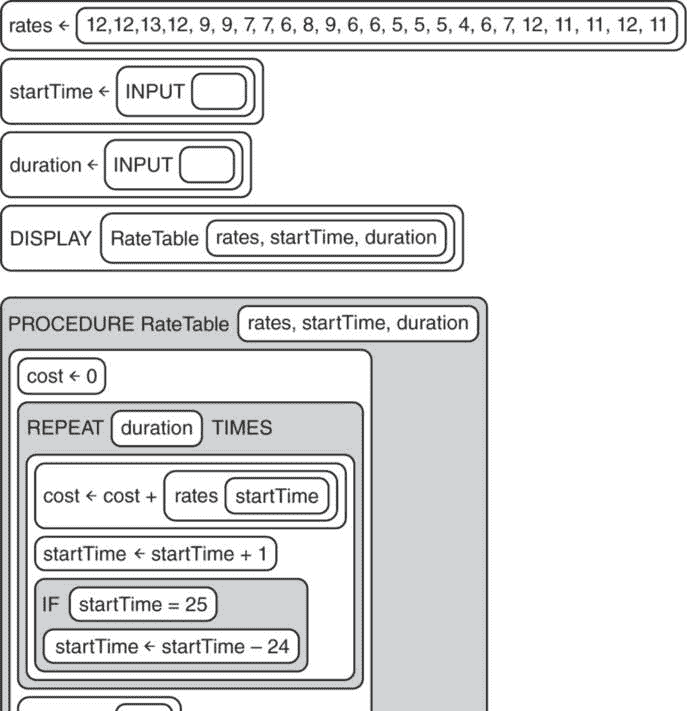 rates ← 12,12,13,12, 9, 9, 7, 7, 6, 8, 9, 6, 6, 5, 5, 5, 4, 6, 7, 12, 11, 11, 12, 11
startTime ← INPUT
duration ← INPUT
DISPLAY RateTable rates, startTime, duration
PROCEDURE RateTable rates, startTime, duration
cost ← 0
REPEAT duration TIMES
cost ← cost + rates startTime
startTime ← startTime + 1
IF startTime = 25
startTime ← startTime – 24